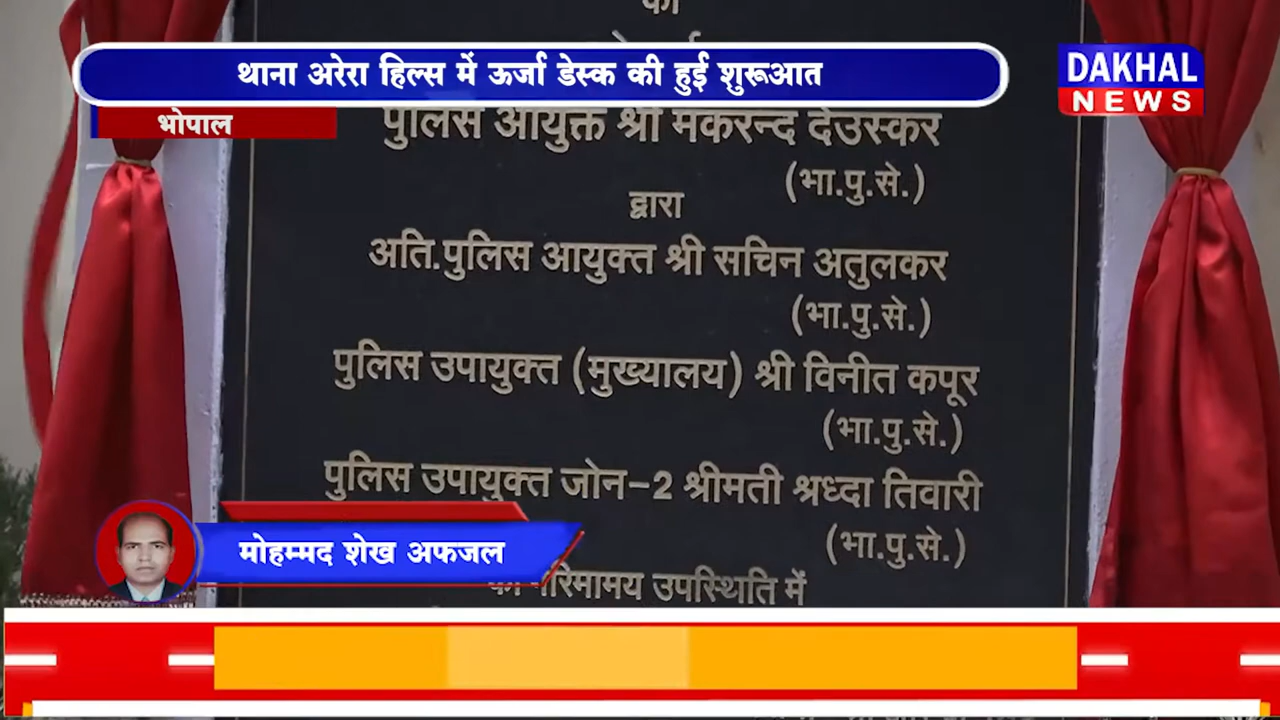 का
थाना अरेरा हिल्स में ऊर्जा डेस्क की हुई शुरूआत
DAKHAL
NEWS
भोपाल
पुलिस आयुक्त श्री मकरन्द देउस्कर
(भा.पु.से.)
द्वारा
अति.पुलिस आयुक्त श्री सचिन अतुलकर
(भा.पु.से.)
पुलिस उपायुक्त (मुख्यालय) श्री विनीत कपूर
(भा.पु.से.)
पुलिस उपायुक्त जोन-2 श्रीमती श्रध्दा तिवारी
(भा.पु.से.)
मोहम्मद शेख अफजल
उपस्थिति में